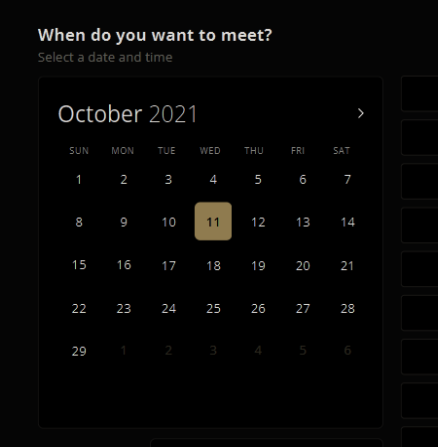 When do you want to meet?
Select a date and time
October 2021
SUN MON TUE WED THU FRI SAT
1 2 3 4 5 6 7
8 9 10 11 12 13 14
15 16 17 18 19 20 21
22 23 24 25 26 27 28
29 1 2 3 4 5 6